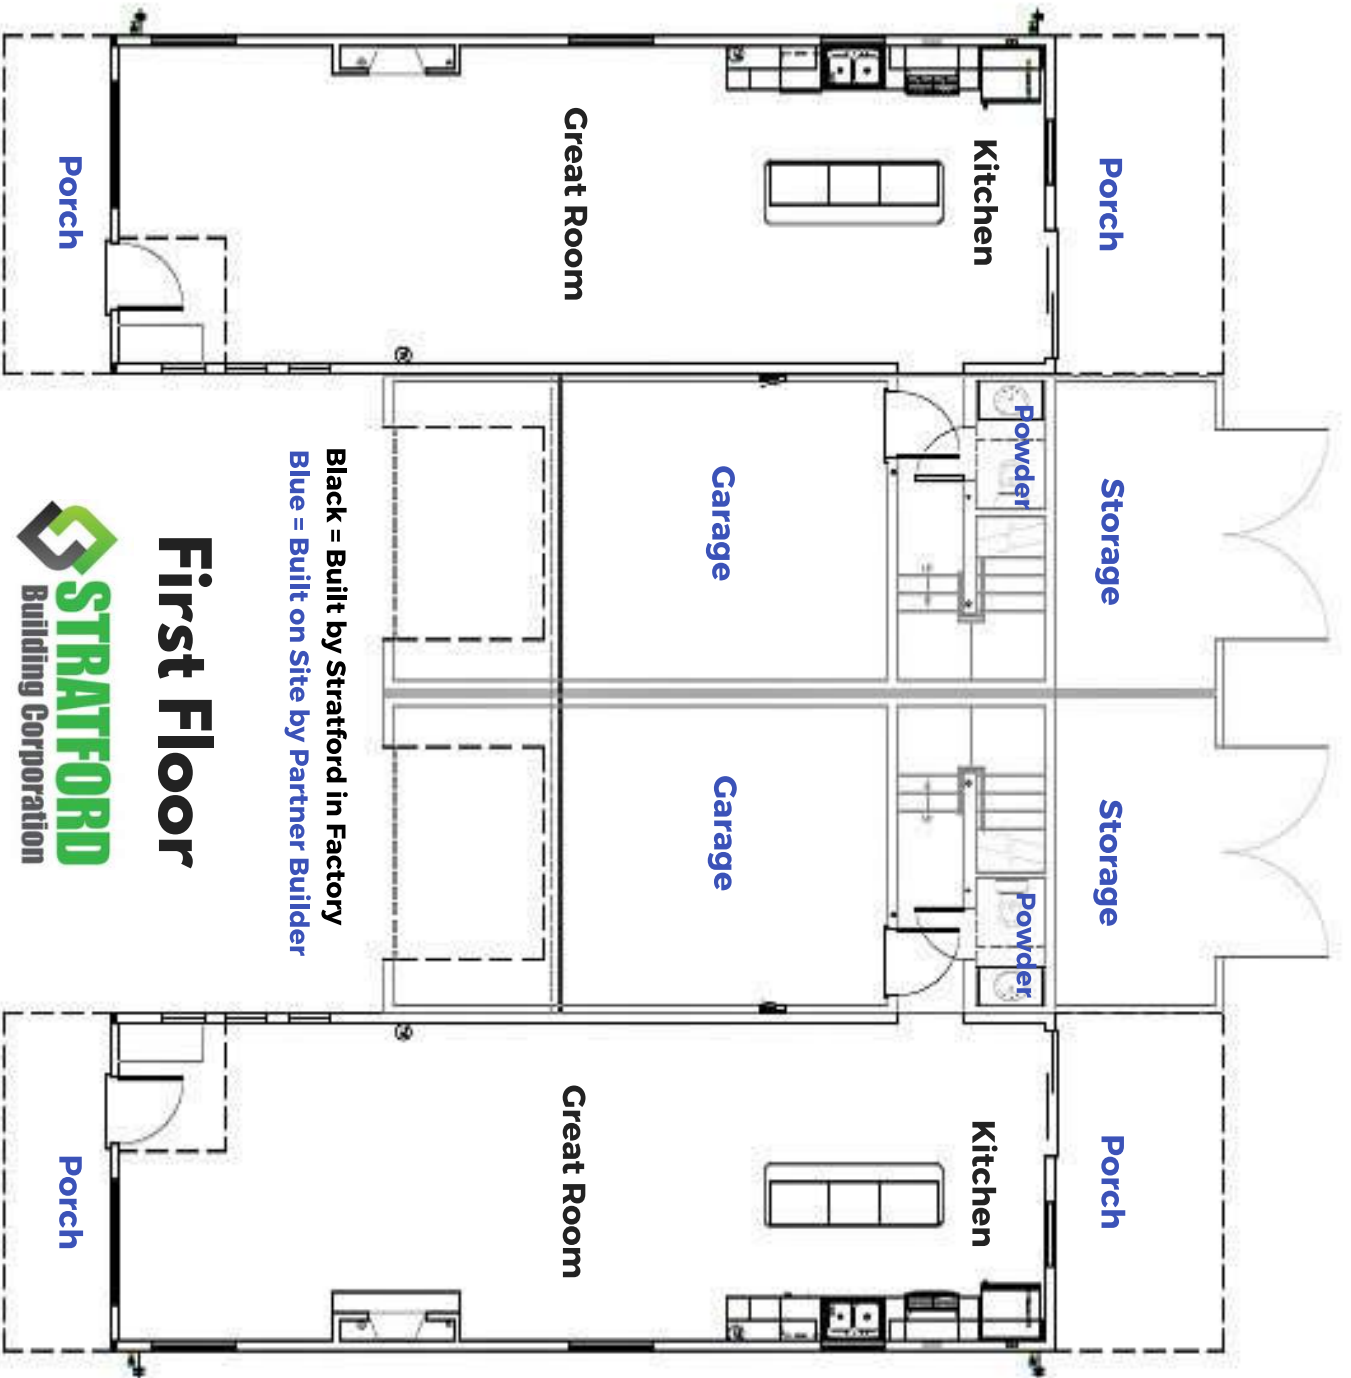 Porch
Storage
Storage
Porch
Powder
Powder
Kitchen
Kitchen
Garage
Garage
Great Room
Great Room
Black = Built by Stratford in Factory
Blue = Built on Site by Partner Builder
First Floor
Porch
STRATFORD
Building Corporation
Porch